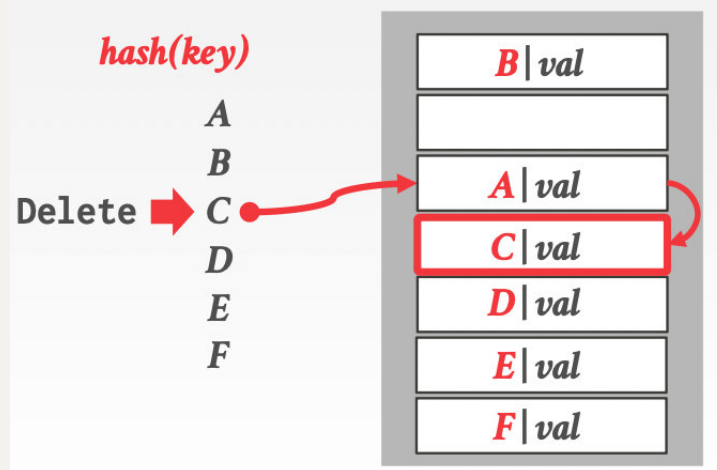 hash(key)
A
B
Delete C
D
E
F
B|val
A|val
C|val
D|val
E|val
F|val